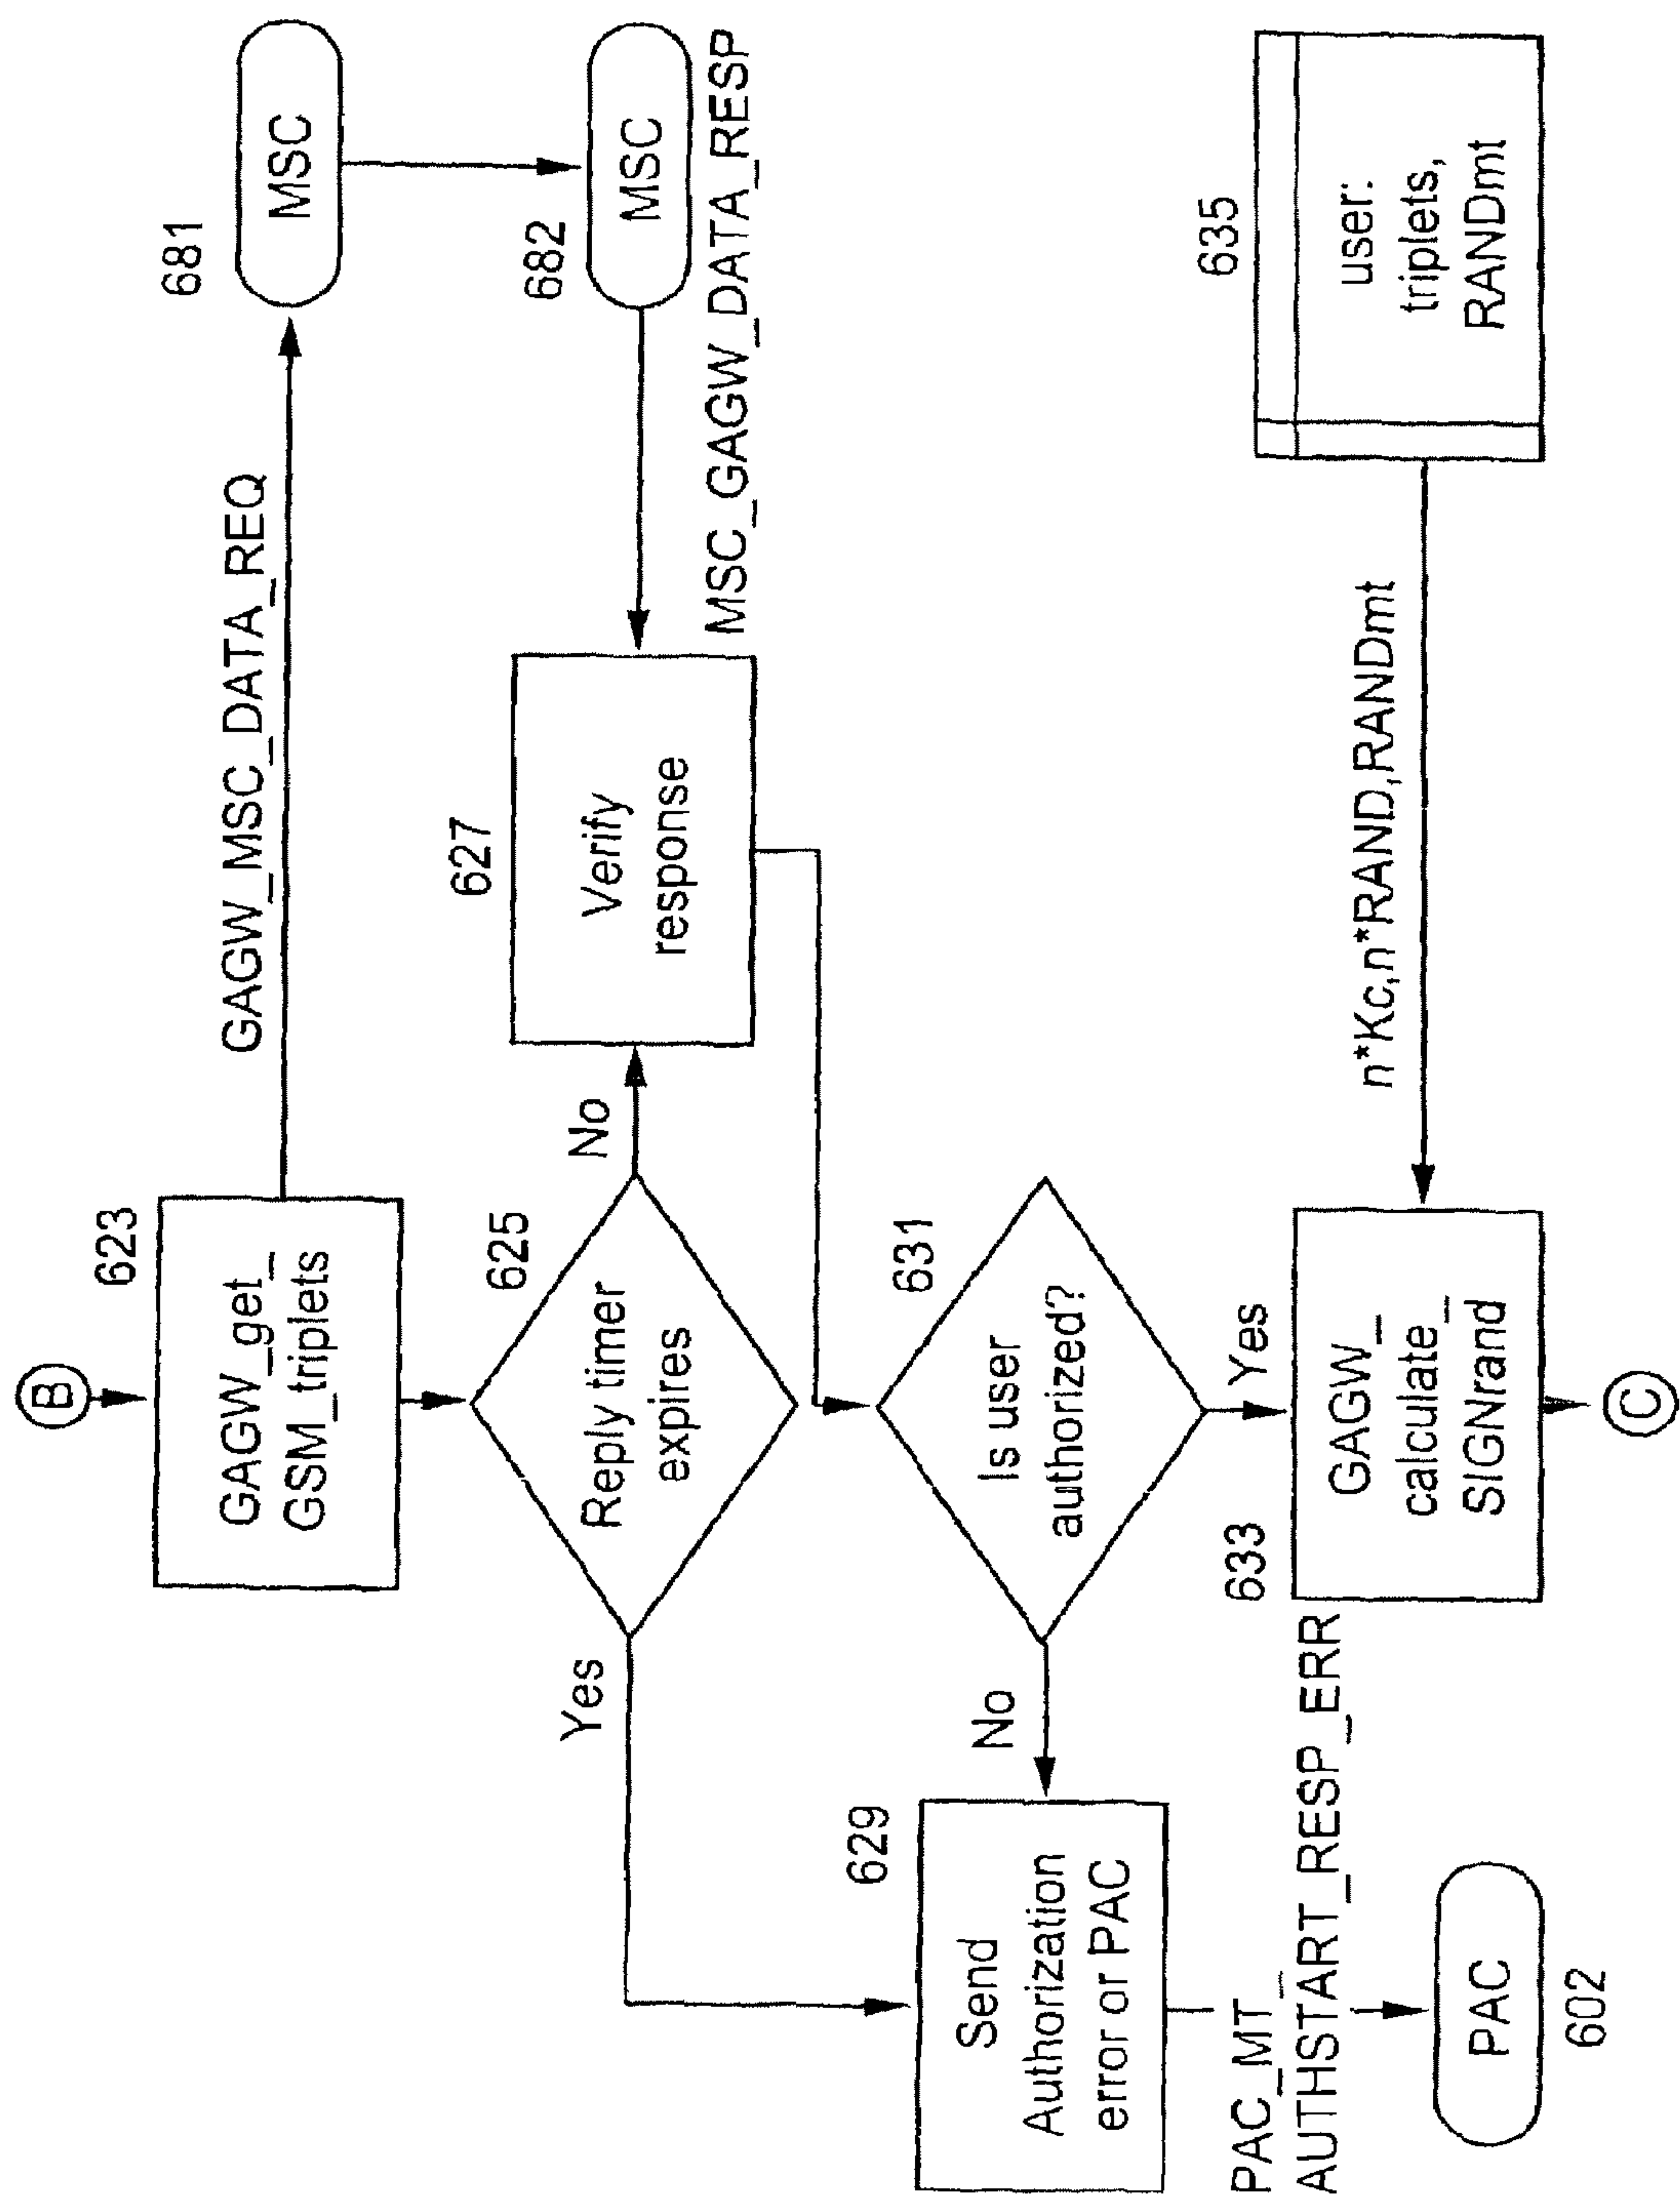 B
623
GAGW_get_
GSM_triplets
GAGW_MSC_DATA_REQ
681
MSC
682
MSC
MSC_GAGW_DATA_RESP
625
Reply timer
expires
Yes
No
627
Verify
response
631
Is user
authorized?
No
Yes
629
Send
Authorization
error or PAC
PAC_MT_
AUTHSTART_RESP_ERR
PAC
602
633
GAGW_
calculate_
SIGNrand
n*Kc,n*RAND,RANDmt
635
user:
triplets,
RANDmt
C